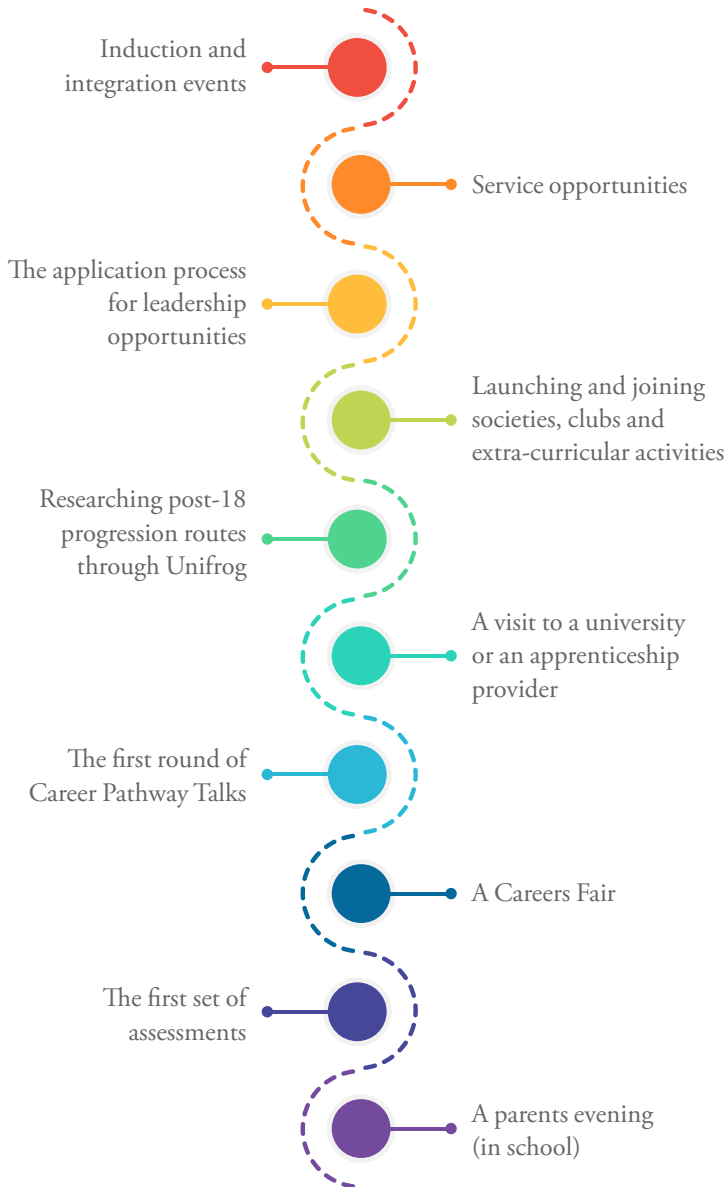 Induction and
integration events
Service opportunities
The application process
for leadership
opportunities
Launching and joining
societies, clubs and
extra-curricular activities
Researching post-18
progression routes
through Unifrog
A visit to a university
or an apprenticeship
provider
The first round of
Career Pathway Talks
A Careers Fair
The first set of
assessments
A parents evening
(in school)